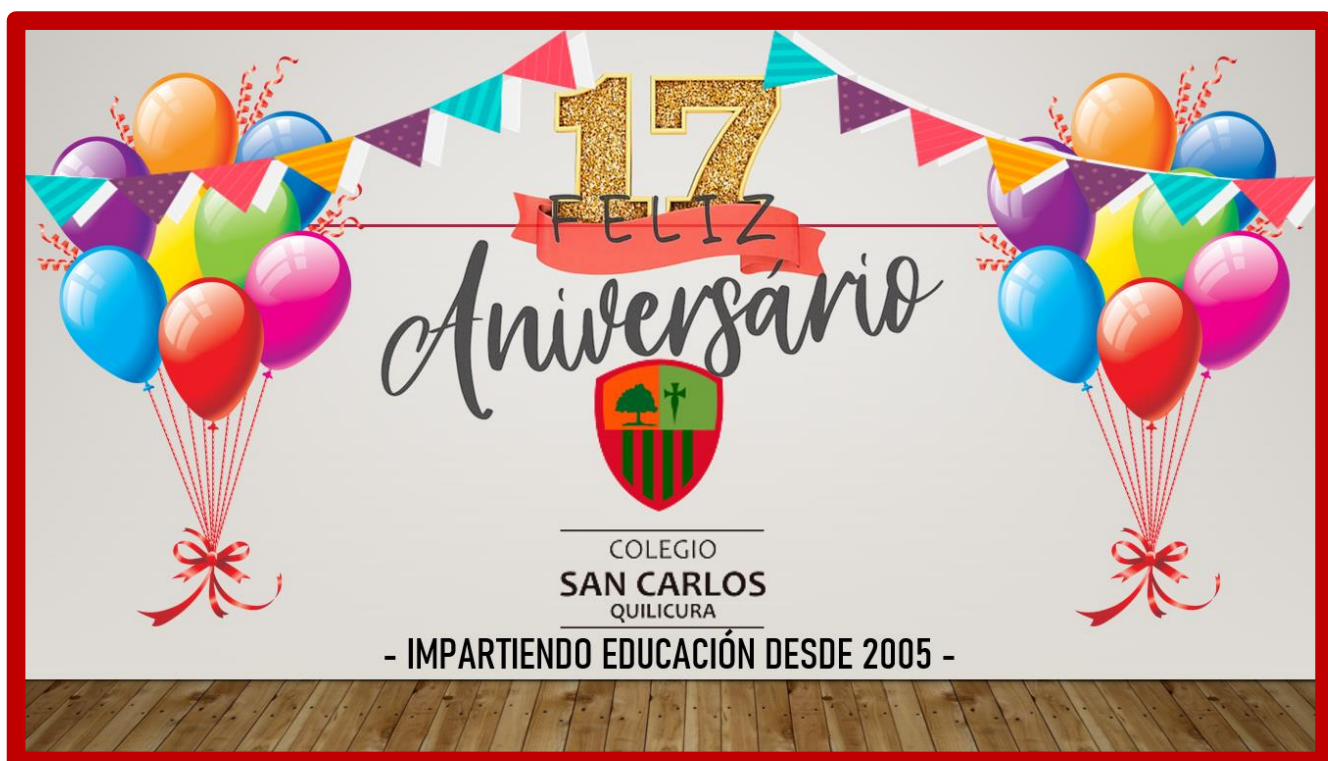 17
FELIZ
Aniversário
COLEGIO
SAN CARLOS
QUILICURA
- IMPARTIENDO EDUCACIÓN DESDE 2005 -